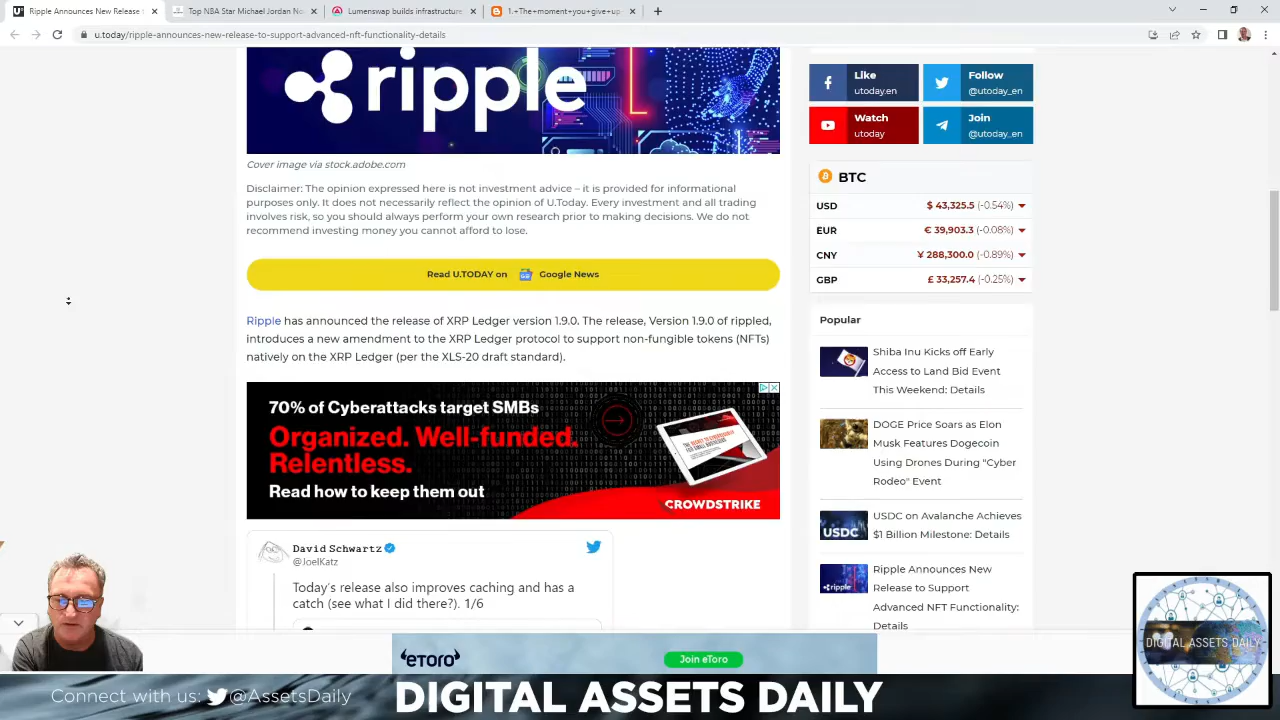 Ripple Announces New Release
Top NBA Star Michael Jordan No
Lumenswap builds infrastructure
1.+The+moment+you+give+up
u.today/ripple-announces-new-release-to-support-advanced-nft-functionality-details
ripple
Cover image via stock.adobe.com
Disclaimer: The opinion expressed here is not investment advice – it is provided for informational
purposes only. It does not necessarily reflect the opinion of U.Today. Every investment and all trading
involves risk, so you should always perform your own research prior to making decisions. We do not
recommend investing money you cannot afford to lose.
Read U.TODAY on Google News
Ripple has announced the release of XRP Ledger version 1.9.0. The release, Version 1.9.0 of rippled,
introduces a new amendment to the XRP Ledger protocol to support non-fungible tokens (NFTs)
natively on the XRP Ledger (per the XLS-20 draft standard).
70% of Cyberattacks target SMBs
Organized. Well-funded.
Relentless.
Read how to keep them out
CROWDSTRIKE
David Schwartz
@JoelKatz
Today's release also improves caching and has a
catch (see what I did there?). 1/6
Like
utoday.en
Follow
@utoday_en
Watch
utoday
Join
@utoday_en
BTC
USD $ 43,325.5 (-0.54%)
EUR € 39,903.3 (-0.08%)
CNY ¥ 288,300.0 (-0.89%)
GBP £ 33,257.4 (-0.25%)
Popular
Shiba Inu Kicks off Early
Access to Land Bid Event
This Weekend: Details
DOGE Price Soars as Elon
Musk Features Dogecoin
Using Drones During "Cyber
Rodeo" Event
USDC
USDC on Avalanche Achieves
$1 Billion Milestone: Details
ripple
Ripple Announces New
Release to Support
Advanced NFT Functionality:
Details
eToro
Join eToro
DIGITAL ASSETS DAILY
Connect with us: @AssetsDaily
DIGITAL ASSETS DAILY